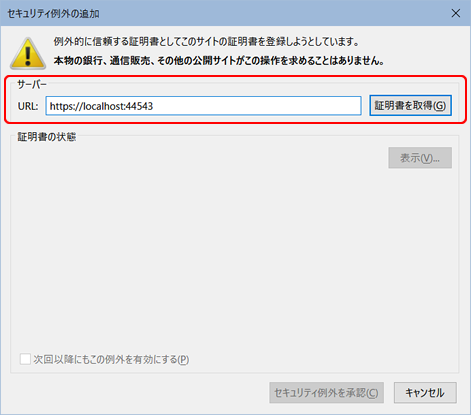 セキュリティ例外の追加
例外的に信頼する証明書としてこのサイトの証明書を登録しようとしています。
本物の銀行、通信販売、その他の公開サイトがこの操作を求めることはありません。
サーバー
URL: https://localhost:44543 証明書を取得(G)
証明書の状態
表示(V)...
次回以降にもこの例外を有効にする(P)
セキュリティ例外を承認(C) キャンセル